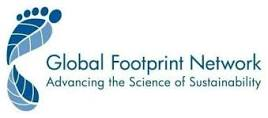 Global Footprint Network
Advancing the Science of Sustainability